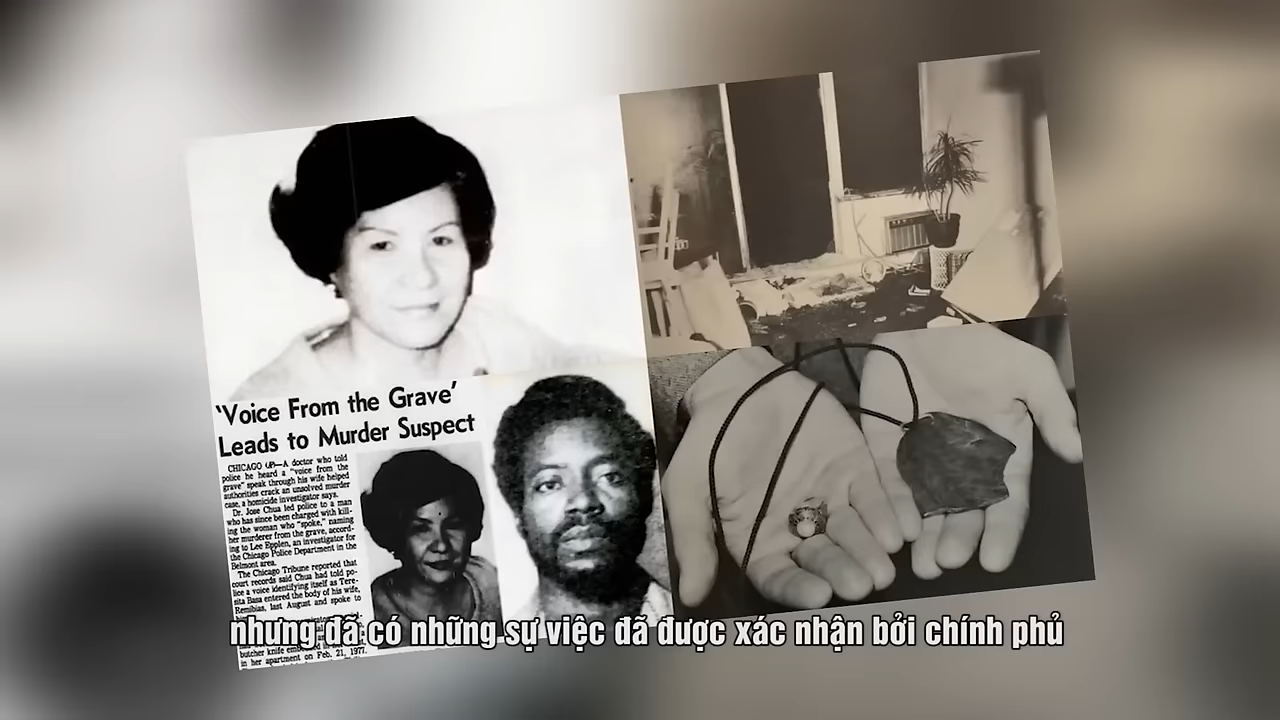 'Voice From the Grave'
Leads to Murder Suspect
CHICAGO (P)—A doctor who told
police he heard a "voice from the
grave" speak through his wife helped
authorities crack an unsolved murder
case, a homicide investigator says.
Dr. Jose Chua led police to a man
who has since been charged with kill-
ing the woman who "spoke," naming
her murderer from the grave, accord-
ing to Lee Epplen, an investigator for
the Chicago Police Department in the
Belmont area.
The Chicago Tribune reported that
court records said Chua had told po-
lice a voice identifying itself as Tere-
sita Basa entered the body of his wife,
Remibias, last August and spoke to
butcher knife
in her apartment on Feb. 21, 1977.
nhưng đã có những sự việc đã được xác nhận bởi chính phủ